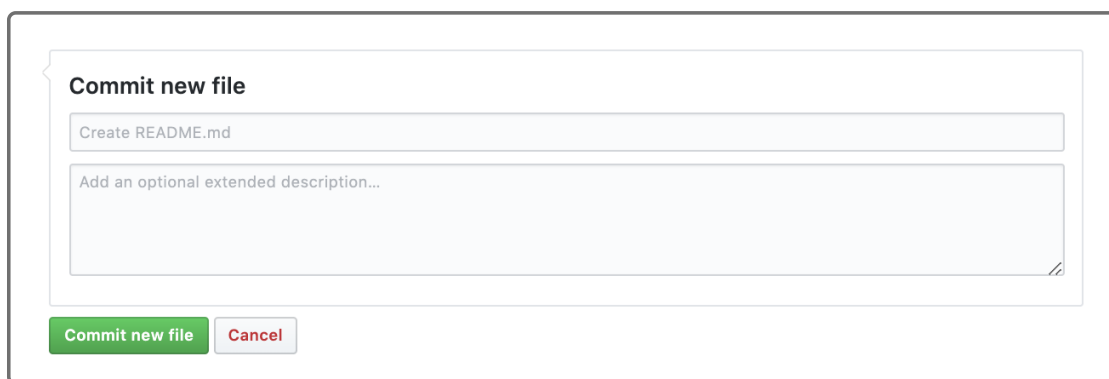 Commit new file
Create README.md
Add an optional extended description...
Commit new file
Cancel